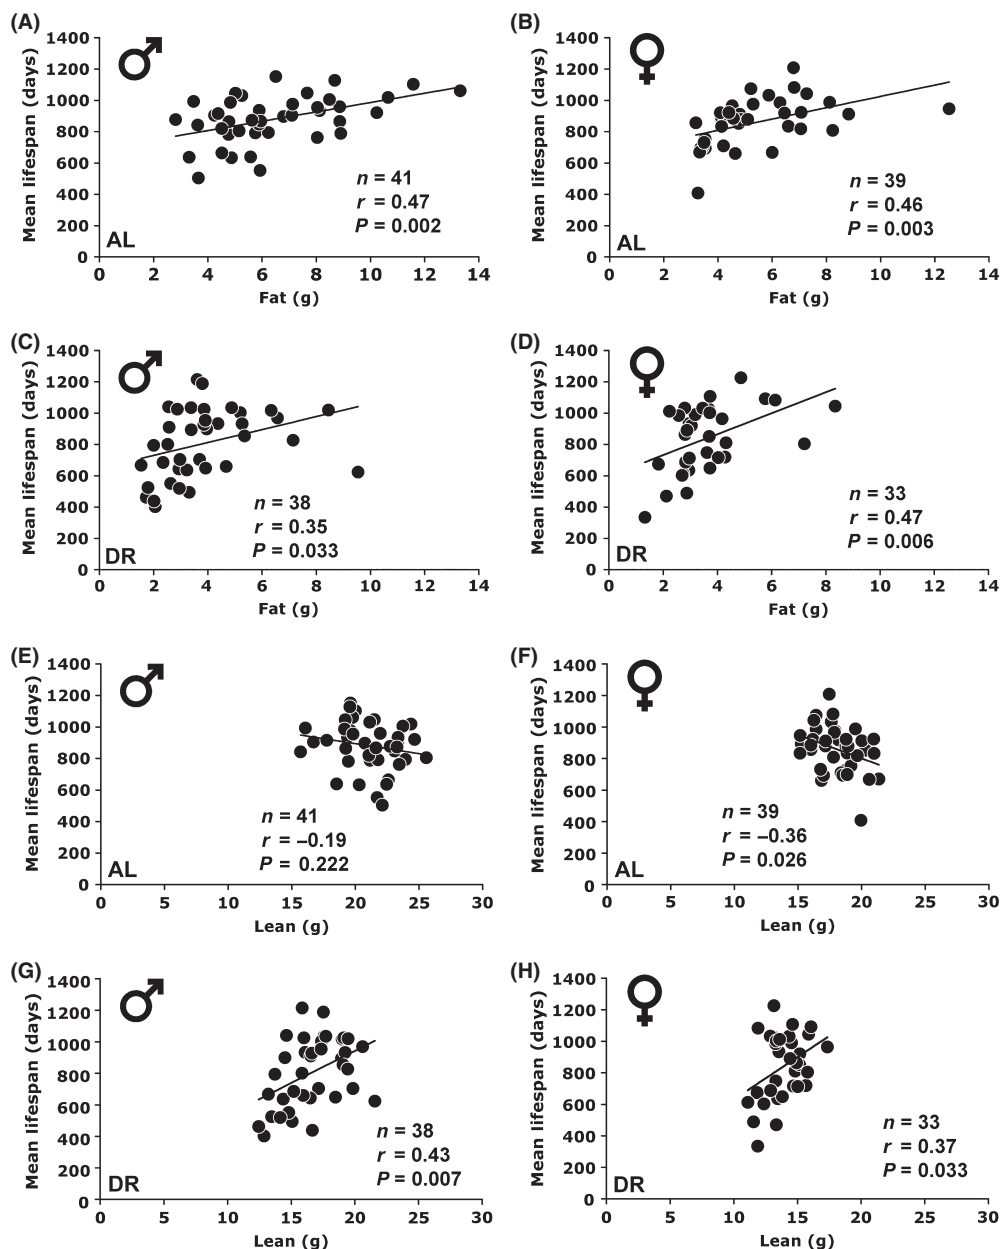 (A)
Mean lifespan (days)
1400
1200
1000
800
600
400
200
0
n = 41
r = 0.47
P = 0.002
AL
0 2 4 6 8 10 12 14
Fat (g)
(B)
Mean lifespan (days)
1400
1200
1000
800
600
400
200
0
n = 39
r = 0.46
P = 0.003
AL
0 2 4 6 8 10 12 14
Fat (g)
(C)
Mean lifespan (days)
1400
1200
1000
800
600
400
200
0
n = 38
r = 0.35
P = 0.033
DR
0 2 4 6 8 10 12 14
Fat (g)
(D)
Mean lifespan (days)
1400
1200
1000
800
600
400
200
0
n = 33
r = 0.47
P = 0.006
DR
0 2 4 6 8 10 12 14
Fat (g)
(E)
Mean lifespan (days)
1400
1200
1000
800
600
400
200
0
n = 41
r = –0.19
P = 0.222
AL
0 5 10 15 20 25 30
Lean (g)
(F)
Mean lifespan (days)
1400
1200
1000
800
600
400
200
0
n = 39
r = –0.36
P = 0.026
AL
0 5 10 15 20 25 30
Lean (g)
(G)
Mean lifespan (days)
1400
1200
1000
800
600
400
200
0
n = 38
r = 0.43
P = 0.007
DR
0 5 10 15 20 25 30
Lean (g)
(H)
Mean lifespan (days)
1400
1200
1000
800
600
400
200
0
n = 33
r = 0.37
P = 0.033
DR
0 5 10 15 20 25 30
Lean (g)